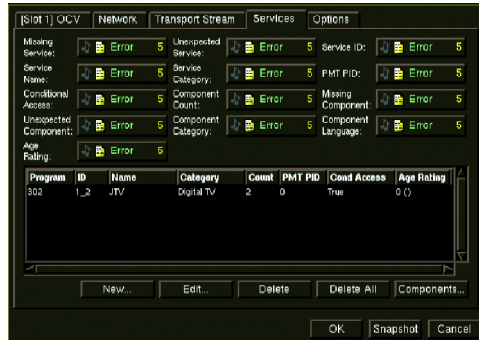 [Slot 1] OCV Network Transport Stream Services Options
Missing Service: Error 5 Unexpected Service: Error 5 Service ID: Error 5
Service Name: Error 5 Service Category: Error 5 PMT PID: Error 5
Conditional Access: Error 5 Component Count: Error 5 Missing Component: Error 5
Unexpected Component: Error 5 Component Category: Error 5 Component Language: Error 5
Age Rating: Error 5
Program ID Name Category Count PMT PID Cond Access Age Rating
302 1_2 JTV Digital TV 2 0 True 0 ()
New... Edit... Delete Delete All Components...
OK Snapshot Cancel